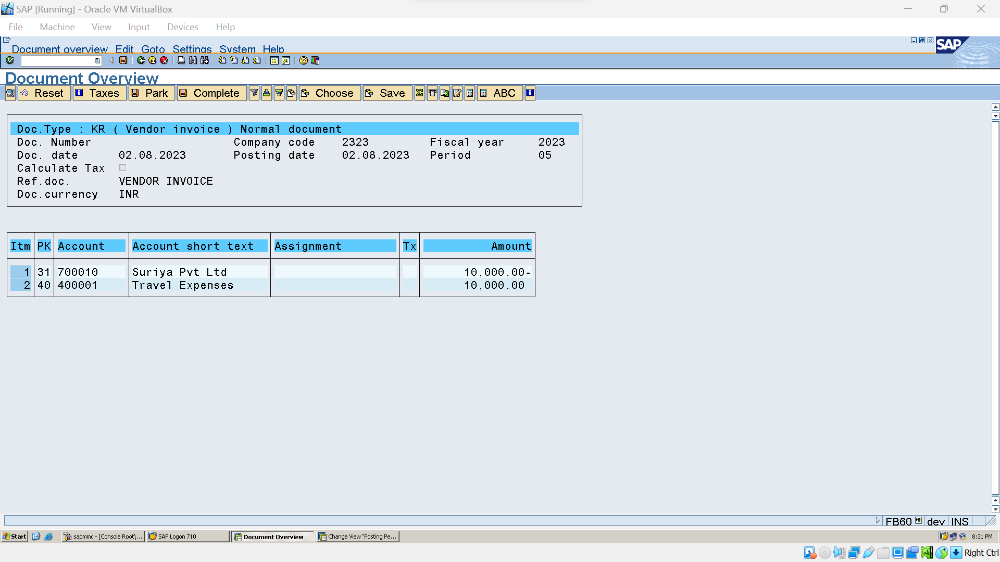 SAP [Running] - Oracle VM VirtualBox
File Machine View Input Devices Help
Document overview Edit Goto Settings System Help
SAP
Document Overview
Reset Taxes Park Complete Choose Save ABC
Doc.Type : KR ( Vendor invoice ) Normal document
Doc. Number Company code 2323 Fiscal year 2023
Doc. date 02.08.2023 Posting date 02.08.2023 Period 05
Calculate Tax
Ref.doc. VENDOR INVOICE
Doc.currency INR
Itm PK Account Account short text Assignment Tx Amount
1 31 700010 Suriya Pvt Ltd 10,000.00-
2 40 400001 Travel Expenses 10,000.00
FB60 dev INS
Start sapmmc - [Console Root\... SAP Logon 710 Document Overview Change View "Posting Pe... 8:31 PM
Right Ctrl